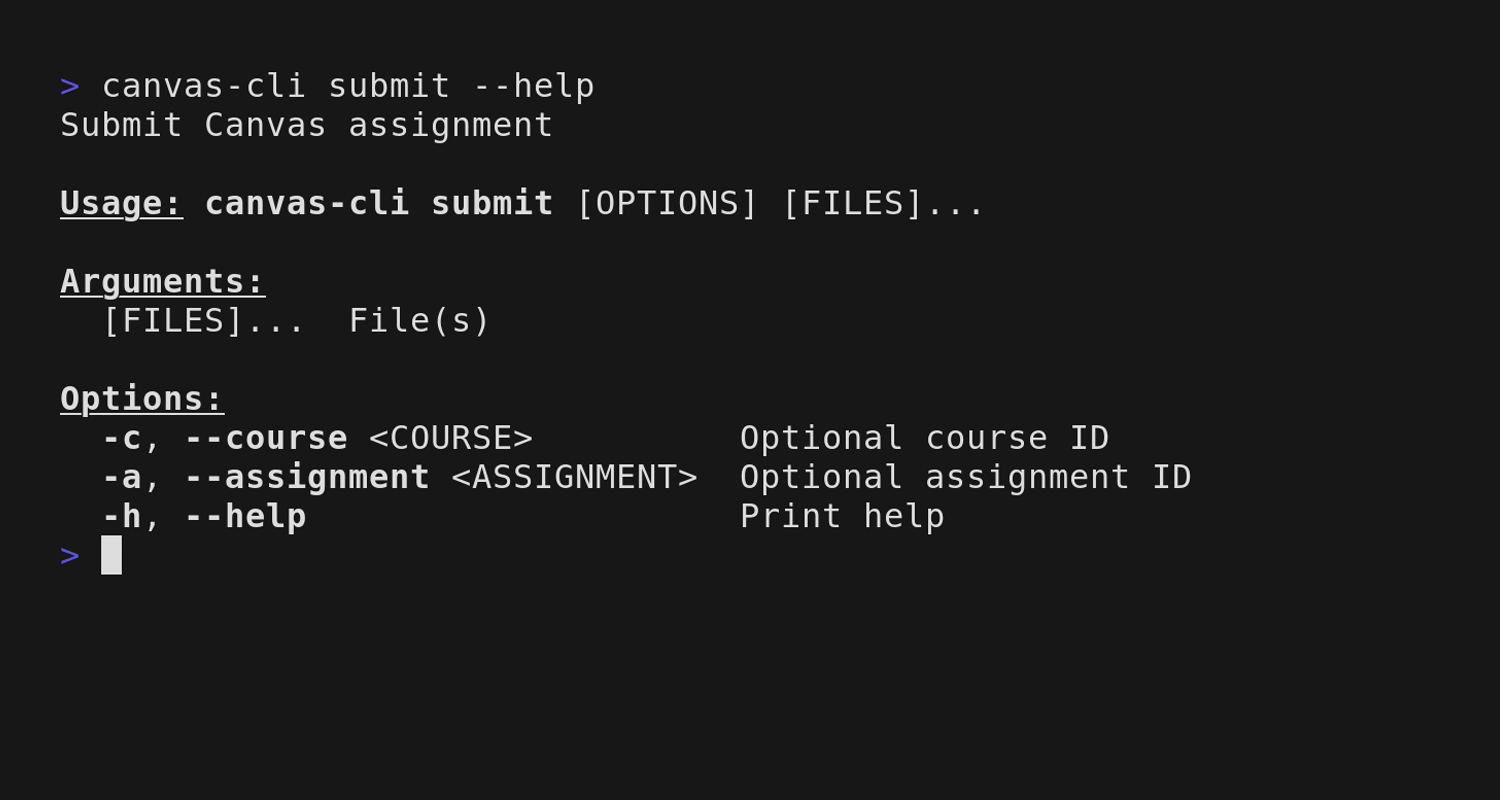 > canvas-cli submit --help
Submit Canvas assignment
Usage: canvas-cli submit [OPTIONS] [FILES]...
Arguments:
[FILES]...  File(s)
Options:
-c, --course <COURSE>          Optional course ID
-a, --assignment <ASSIGNMENT>  Optional assignment ID
-h, --help                     Print help
>